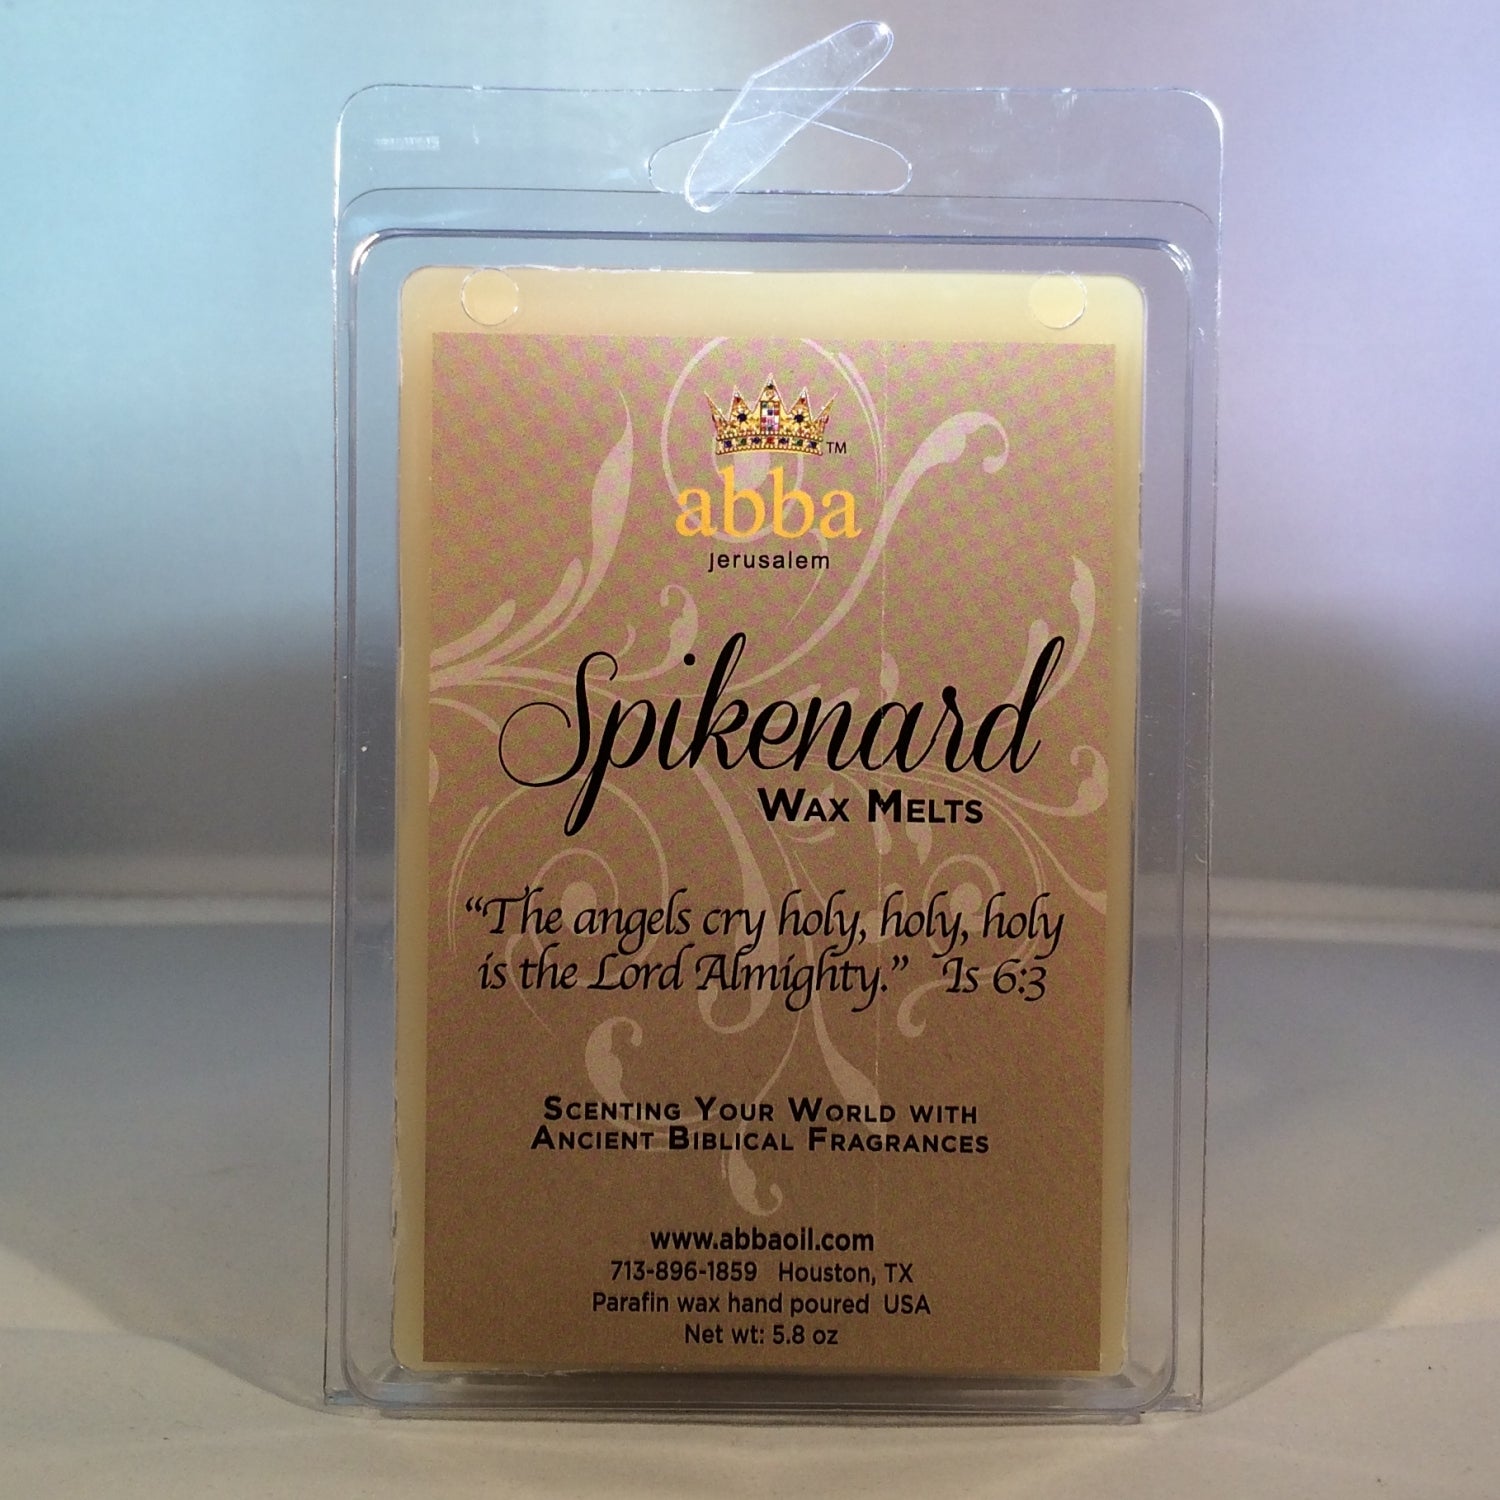 TM
abba
jerusalem
Spikenard
WAX MELTS
“The angels cry holy, holy, holy
is the Lord Almighty.” Is 6:3
SCENTING YOUR WORLD WITH
ANCIENT BIBLICAL FRAGRANCES
www.abbaoil.com
713-896-1859 Houston, TX
Parafin wax hand poured USA
Net wt: 5.8 oz